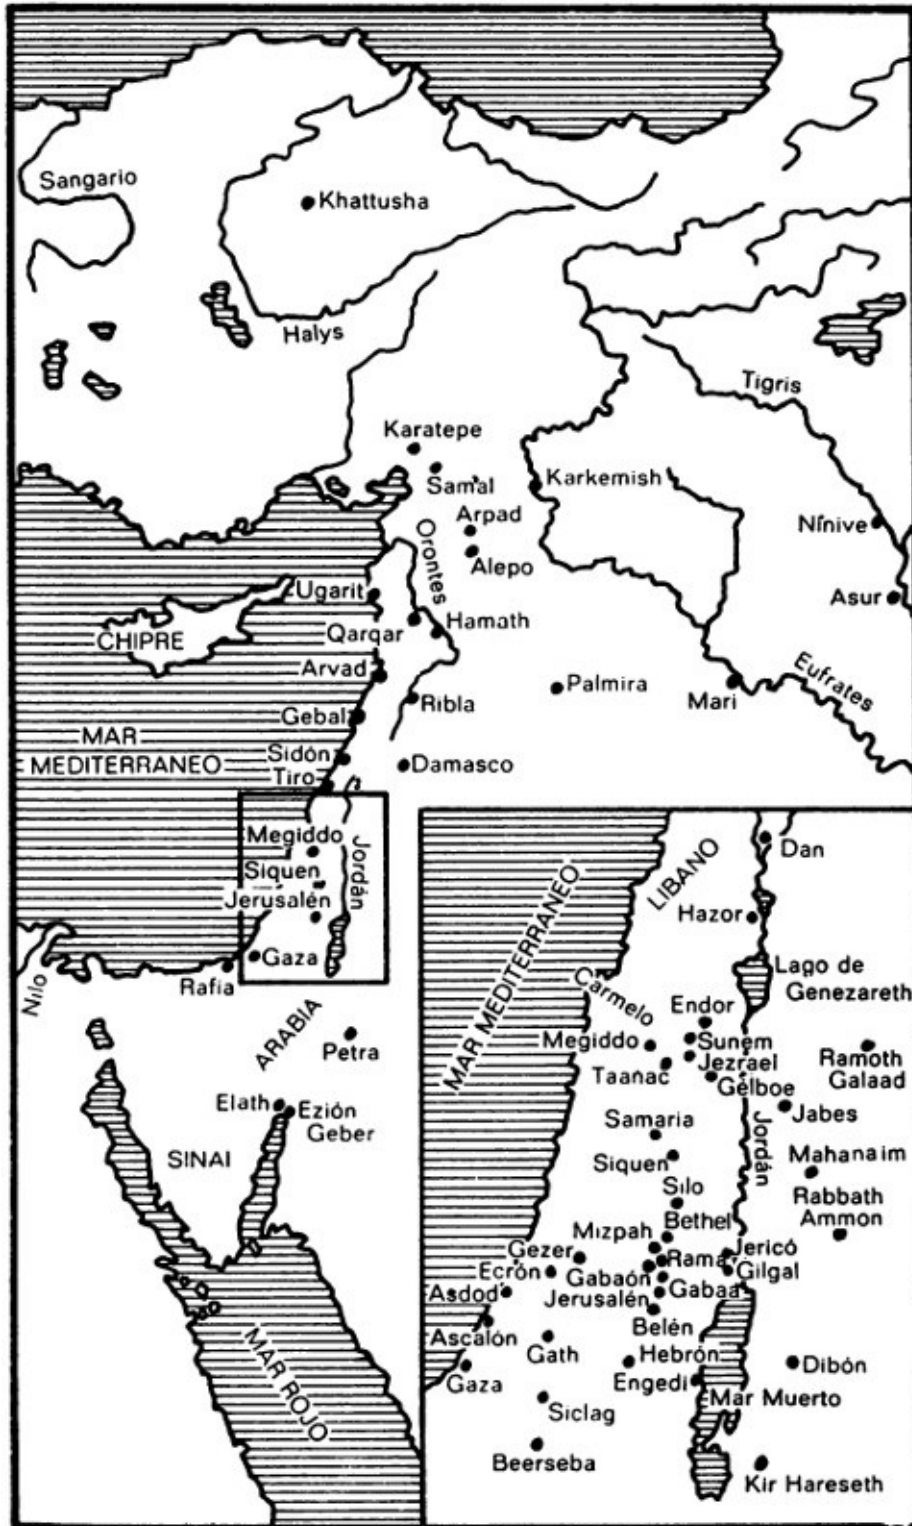 Sangario
Khattusha
Halys
Tigris
Karatepe
Samal
Karkemish
Arpad
Nínive
Orontes
Alepo
Ugarit
Asur
CHIPRE
Qarqar
Hamath
Arvad
Eufrates
Palmira
Mari
Ribla
Gebal
MAR
MEDITERRANEO
Sidón
Damasco
Tiro
Megiddo
Jordán
Siquen
Jerusalén
Gaza
Rafia
Nilo
ARABIA
Petra
Elath
Ezión
Geber
SINAI
MAR ROJO
MAR MEDITERRANEO
LIBANO
Dan
Hazor
Lago de
Genezareth
Carmelo
Endor
Megiddo
Sunem
Ramoth
Galaad
Jezrael
Taanac
Gelboe
Jabes
Samaria
Jordán
Siquen
Mahanaim
Silo
Rabbath
Ammon
Bethel
Mizpah
Gezer
Rama
Jericó
Ecrón
Gabaón
Gilgal
Gabaa
Asdod
Jerusalén
Belén
Ascalón
Gath
Hebrón
Dibón
Gaza
Engedi
Mar Muerto
Siclag
Beerseba
Kir Hareseth